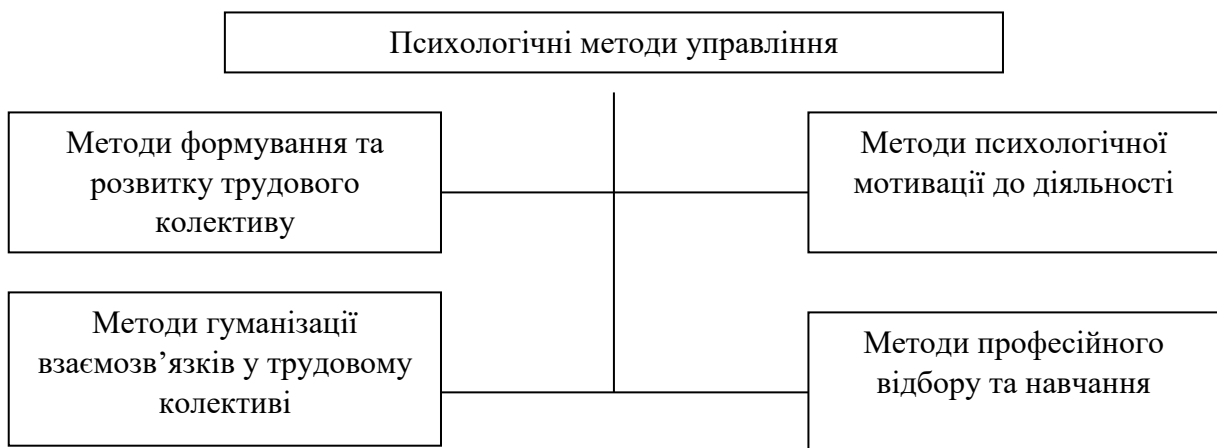 Психологічні методи управління
Методи формування та
розвитку трудового
колективу
Методи психологічної
мотивації до діяльності
Методи гуманізації
взаємозв’язків у трудовому
колективі
Методи професійного
відбору та навчання